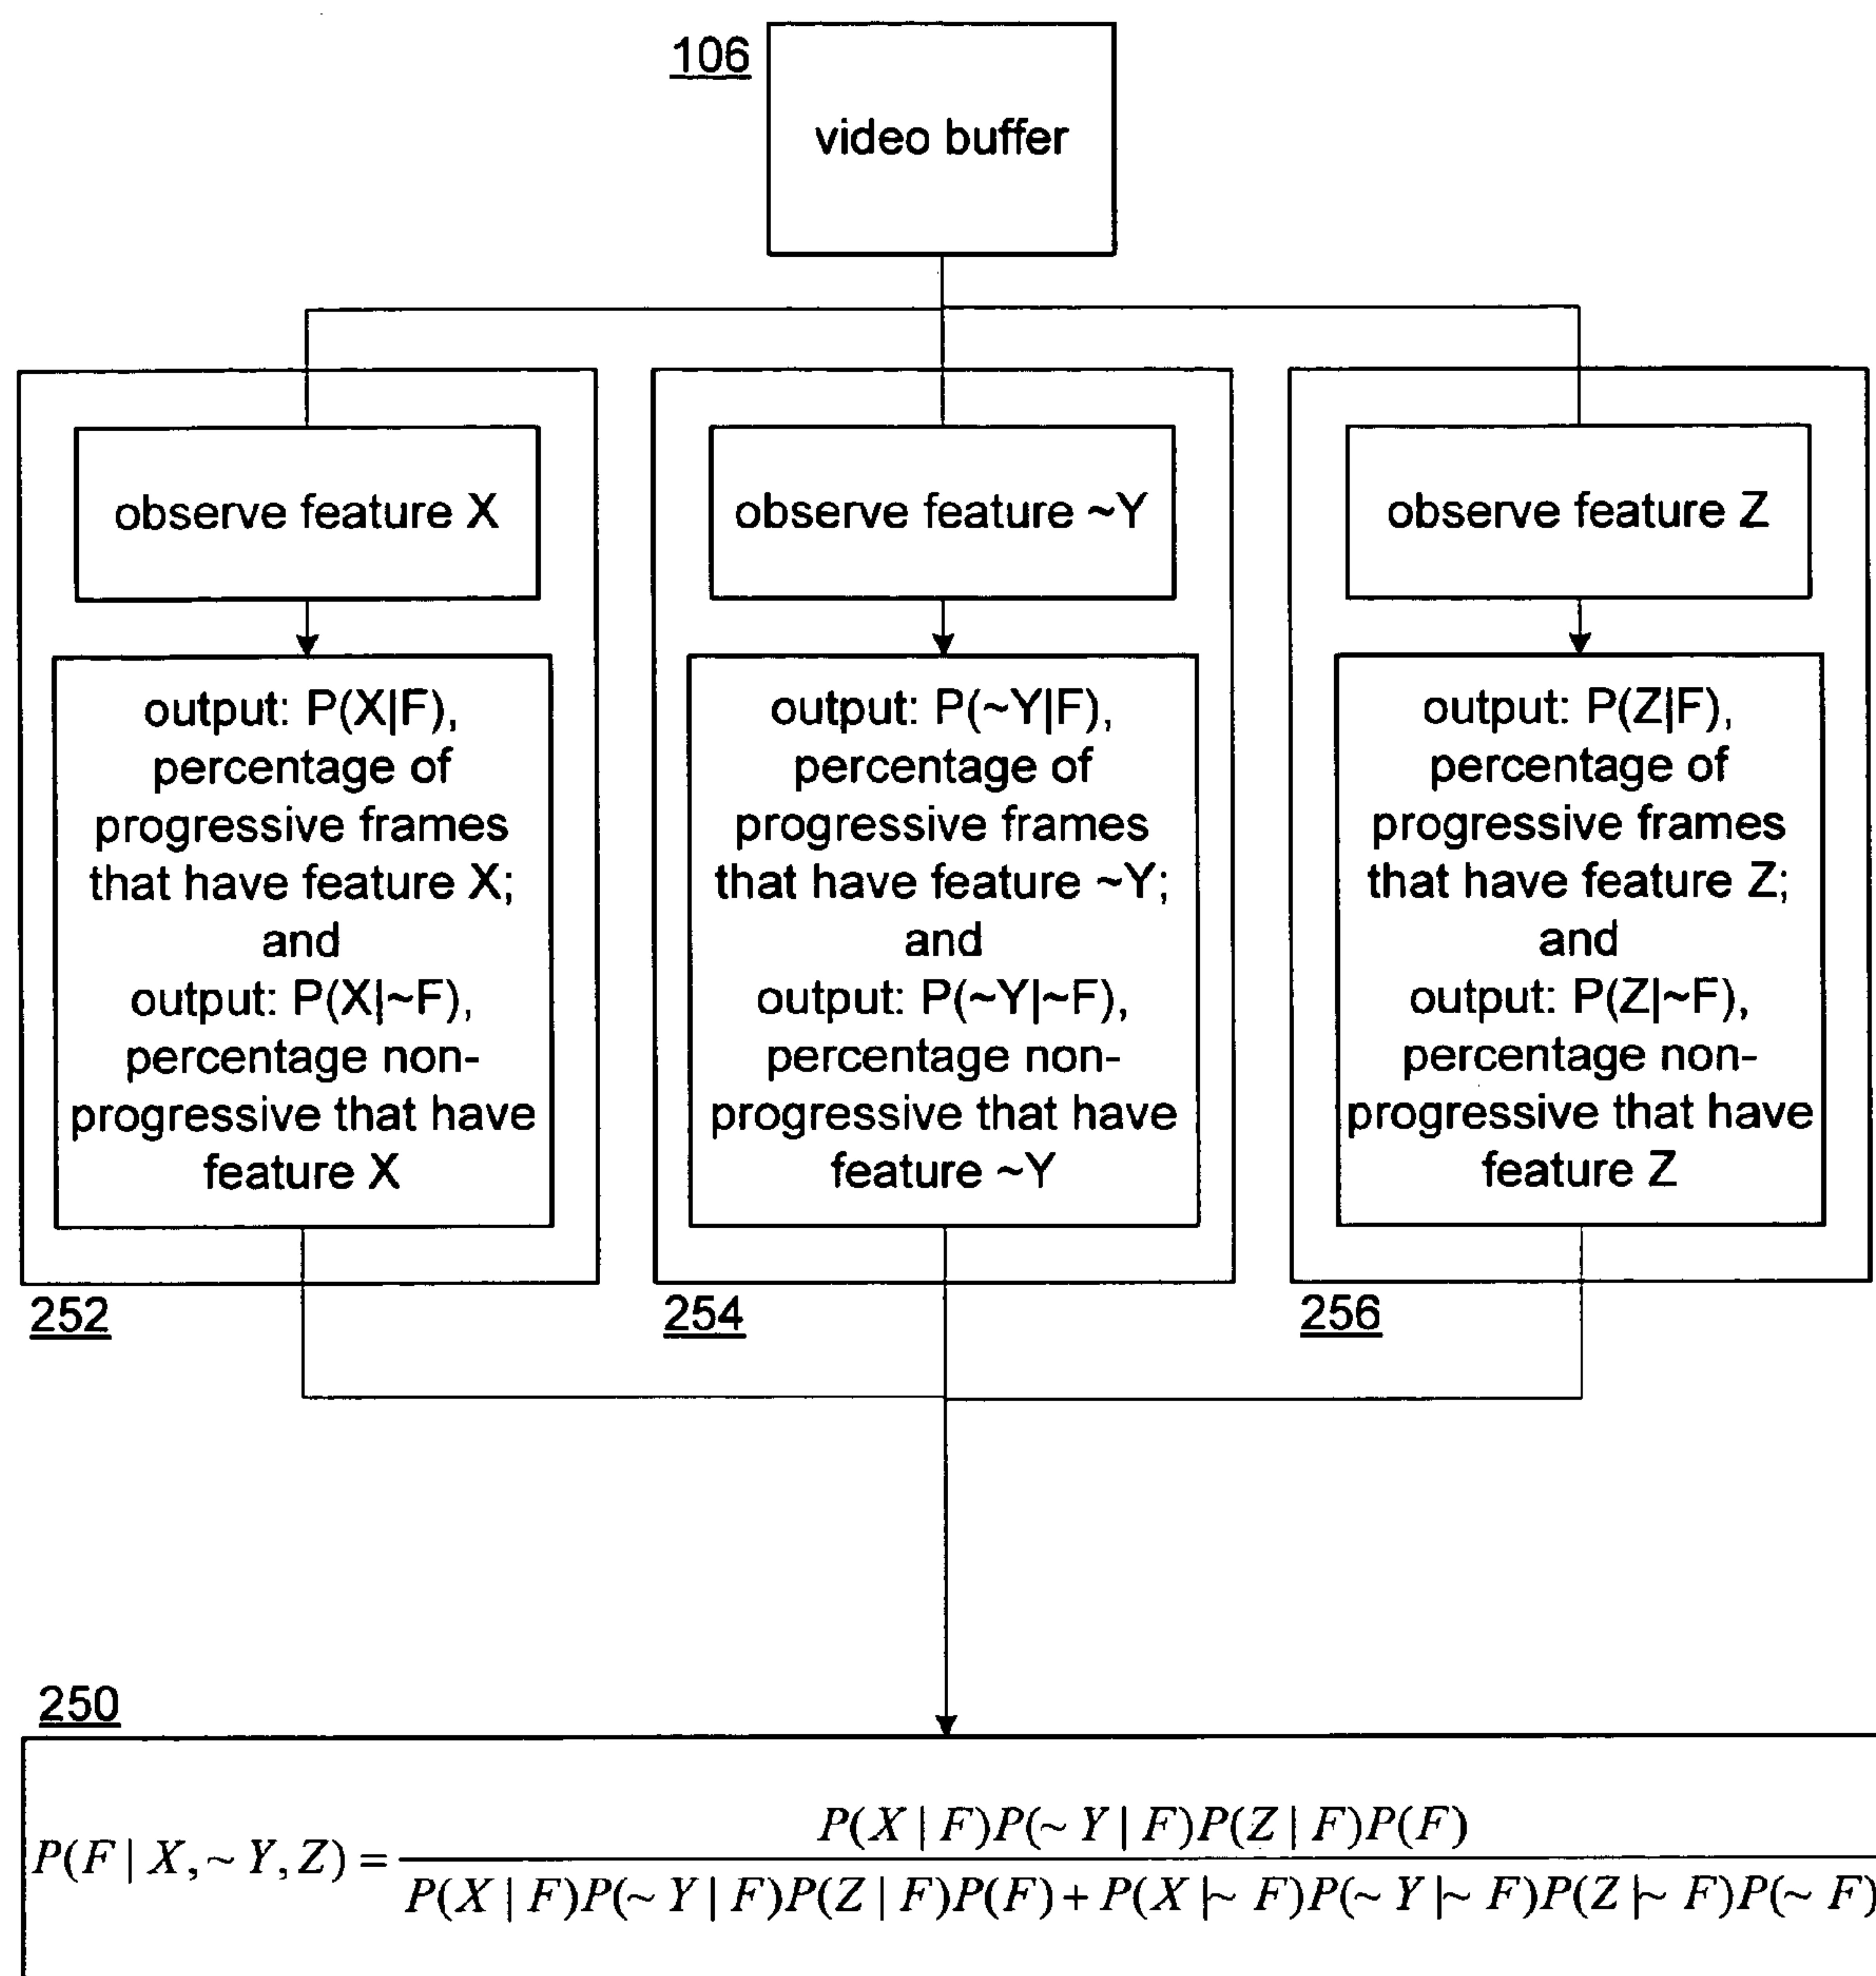 106
video buffer
observe feature X
output: P(X|F),
percentage of
progressive frames
that have feature X;
and
output: P(X|~F),
percentage non-
progressive that have
feature X
252
observe feature ~Y
output: P(~Y|F),
percentage of
progressive frames
that have feature ~Y;
and
output: P(~Y|~F),
percentage non-
progressive that have
feature ~Y
254
observe feature Z
output: P(Z|F),
percentage of
progressive frames
that have feature Z;
and
output: P(Z|~F),
percentage non-
progressive that have
feature Z
256
250
P(X | F)P(~ Y | F)P(Z | F)P(F)
P(F | X,~ Y,Z) =
P(X | F)P(~ Y | F)P(Z | F)P(F) + P(X |~ F)P(~ Y |~ F)P(Z |~ F)P(~ F)